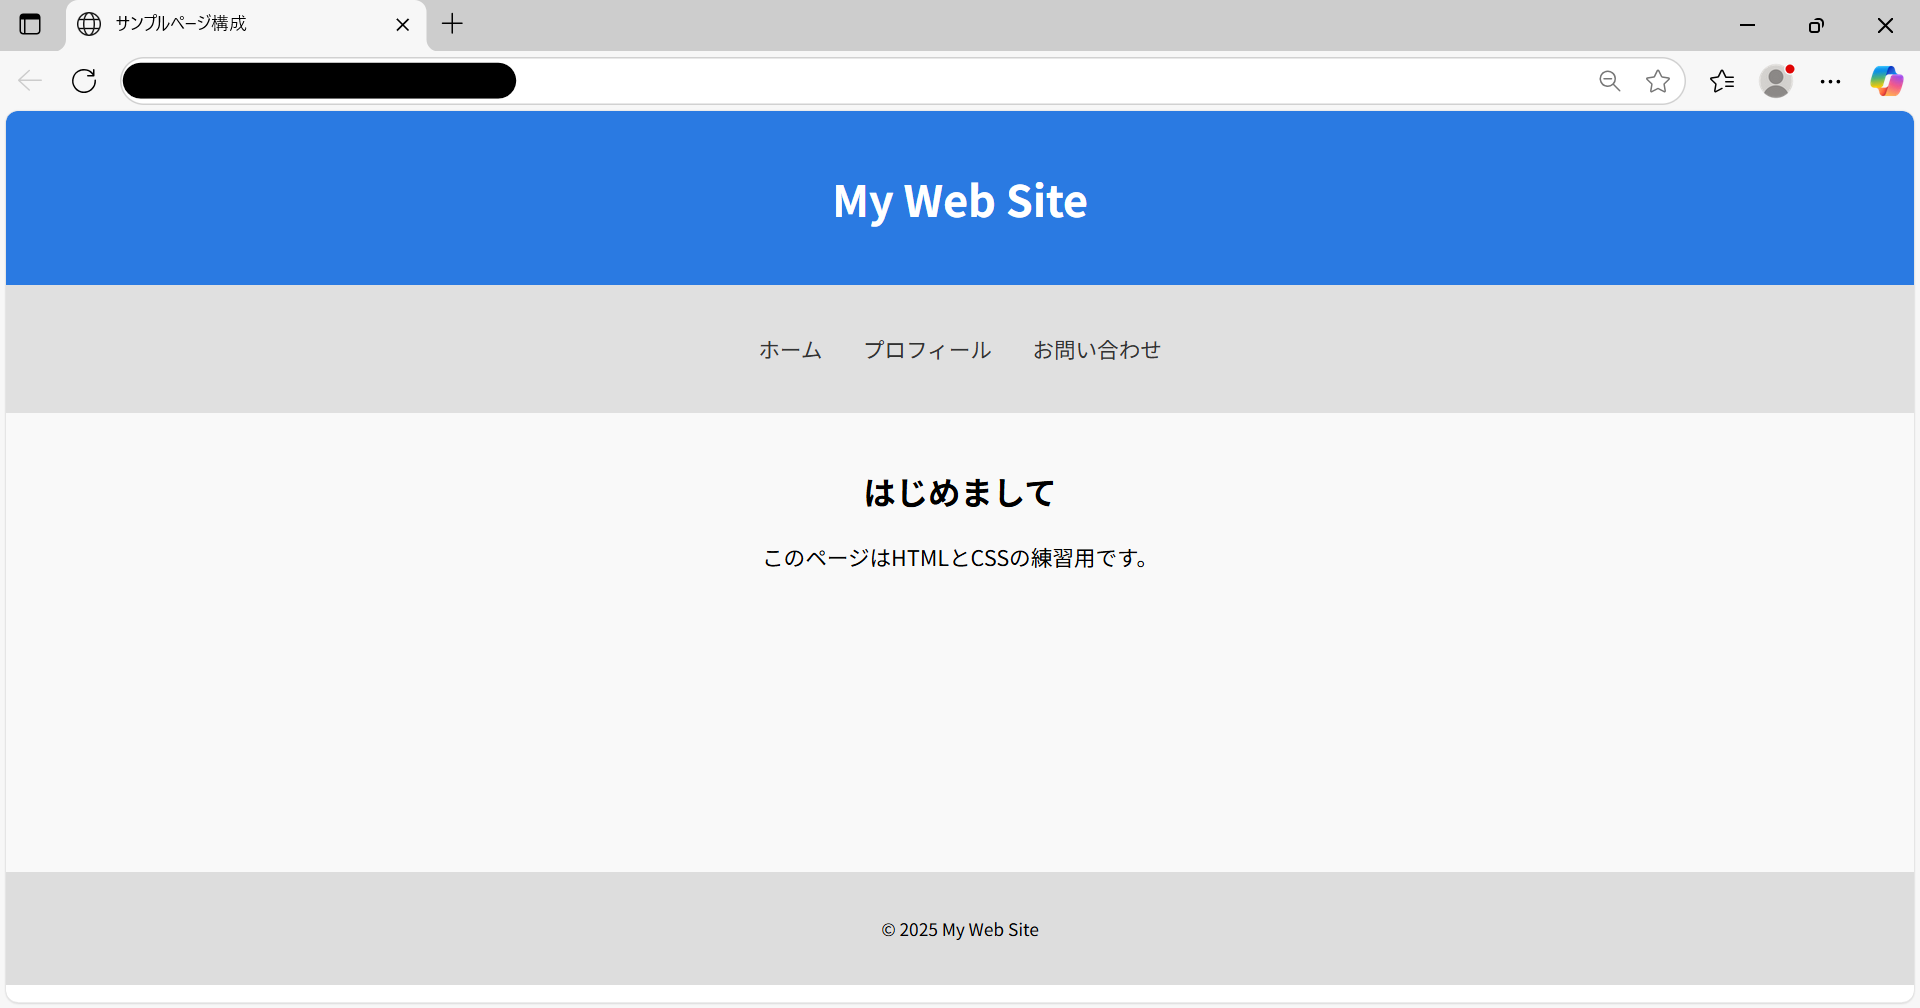 サンプルページ構成
My Web Site
ホーム プロフィール お問い合わせ
はじめまして
このページはHTMLとCSSの練習用です。
© 2025 My Web Site